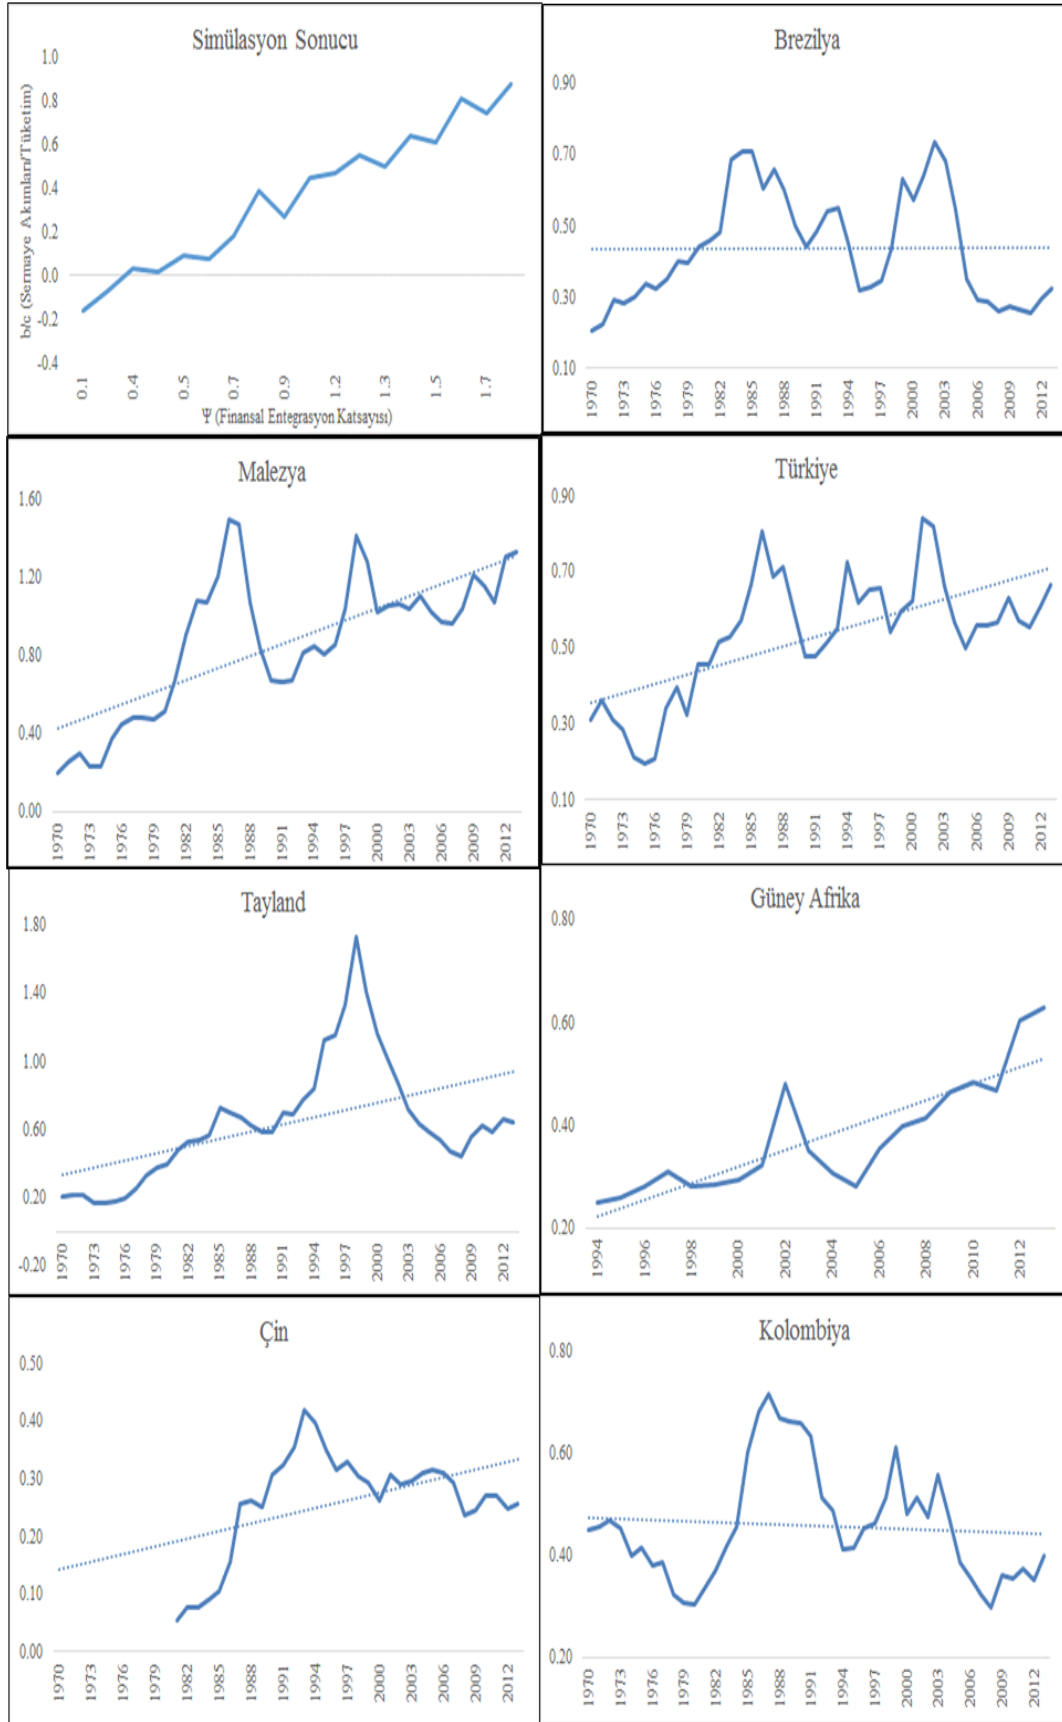 Simülasyon Sonucu
1.0
0.8
0.6
0.4
0.2
0.0
-0.2
-0.4
b/c (Sermaye Akımları/Tüketim)
0.1 0.4 0.5 0.7 0.9 1.2 1.3 1.5 1.7
Ψ (Finansal Entegrasyon Katsayısı)
Brezilya
0.90
0.70
0.50
0.30
0.10
1970 1973 1976 1979 1982 1985 1988 1991 1994 1997 2000 2003 2006 2009 2012
Malezya
1.60
1.20
0.80
0.40
0.00
1970 1973 1976 1979 1982 1985 1988 1991 1994 1997 2000 2003 2006 2009 2012
Türkiye
0.90
0.70
0.50
0.30
0.10
1970 1973 1976 1979 1982 1985 1988 1991 1994 1997 2000 2003 2006 2009 2012
Tayland
1.80
1.40
1.00
0.60
0.20
-0.20
1970 1973 1976 1979 1982 1985 1988 1991 1994 1997 2000 2003 2006 2009 2012
Güney Afrika
0.80
0.60
0.40
0.20
1994 1996 1998 2000 2002 2004 2006 2008 2010 2012
Çin
0.50
0.40
0.30
0.20
0.10
0.00
1970 1973 1976 1979 1982 1985 1988 1991 1994 1997 2000 2003 2006 2009 2012
Kolombiya
0.80
0.60
0.40
0.20
1970 1973 1976 1979 1982 1985 1988 1991 1994 1997 2000 2003 2006 2009 2012